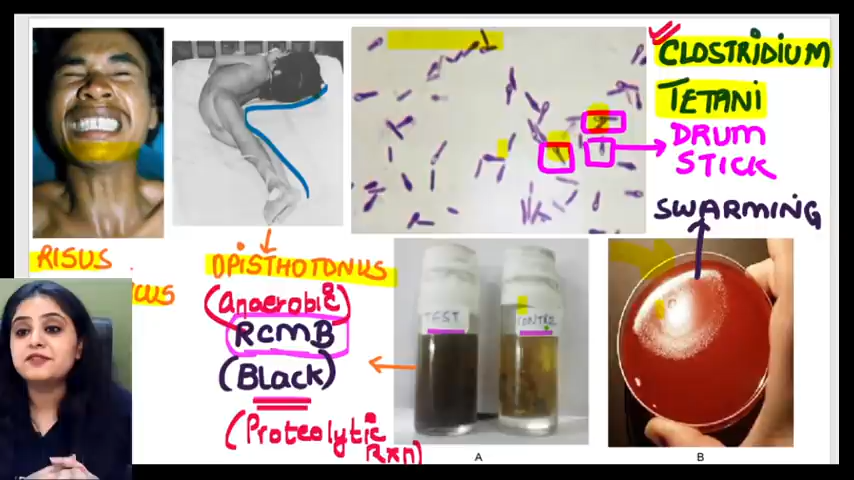 CLOSTRIDIUM
TETANI
DRUM
STICK
SWARMING
RISUS
OPISTHOTONUS
(Anaerobic)
RCMB
(Black)
(Proteolytic
Rxn)
TEST
CONTROL
A
B